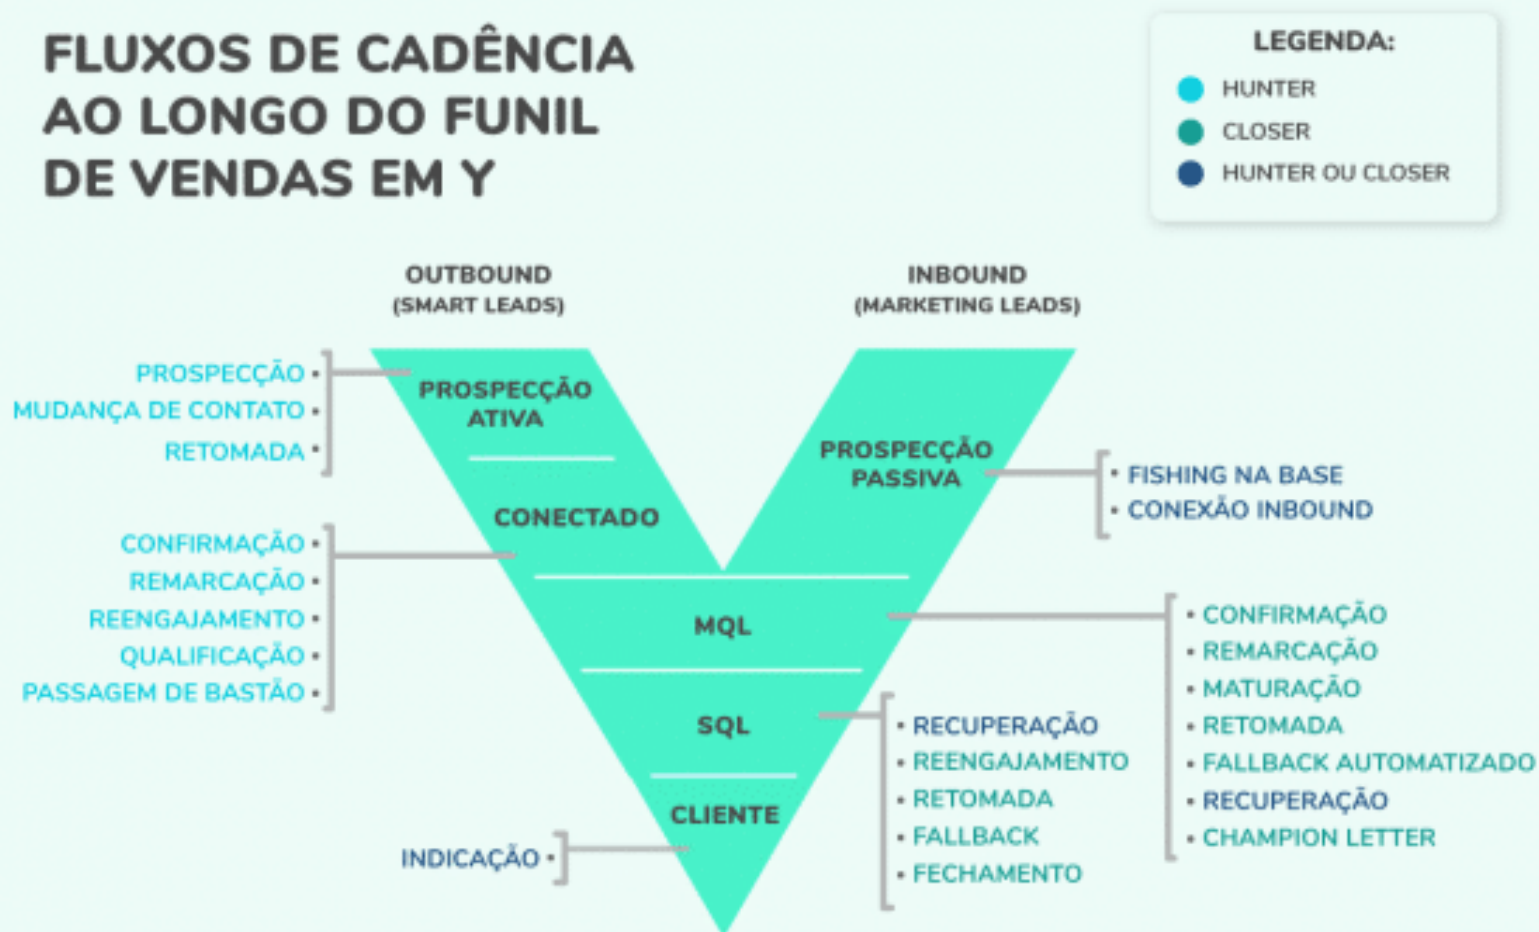 FLUXOS DE CADÊNCIA
AO LONGO DO FUNIL
DE VENDAS EM Y
LEGENDA:
HUNTER
CLOSER
HUNTER OU CLOSER
OUTBOUND
(SMART LEADS)
INBOUND
(MARKETING LEADS)
PROSPECÇÃO •
MUDANÇA DE CONTATO •
RETOMADA •
PROSPECÇÃO
ATIVA
CONECTADO
PROSPECÇÃO
PASSIVA
• FISHING NA BASE
• CONEXÃO INBOUND
CONFIRMAÇÃO •
REMARCAÇÃO •
REENGAJAMENTO •
QUALIFICAÇÃO •
PASSAGEM DE BASTÃO •
MQL
• CONFIRMAÇÃO
• REMARCAÇÃO
• MATURAÇÃO
• RETOMADA
• FALLBACK AUTOMATIZADO
• RECUPERAÇÃO
• CHAMPION LETTER
SQL
• RECUPERAÇÃO
• REENGAJAMENTO
• RETOMADA
• FALLBACK
• FECHAMENTO
CLIENTE
INDICAÇÃO •